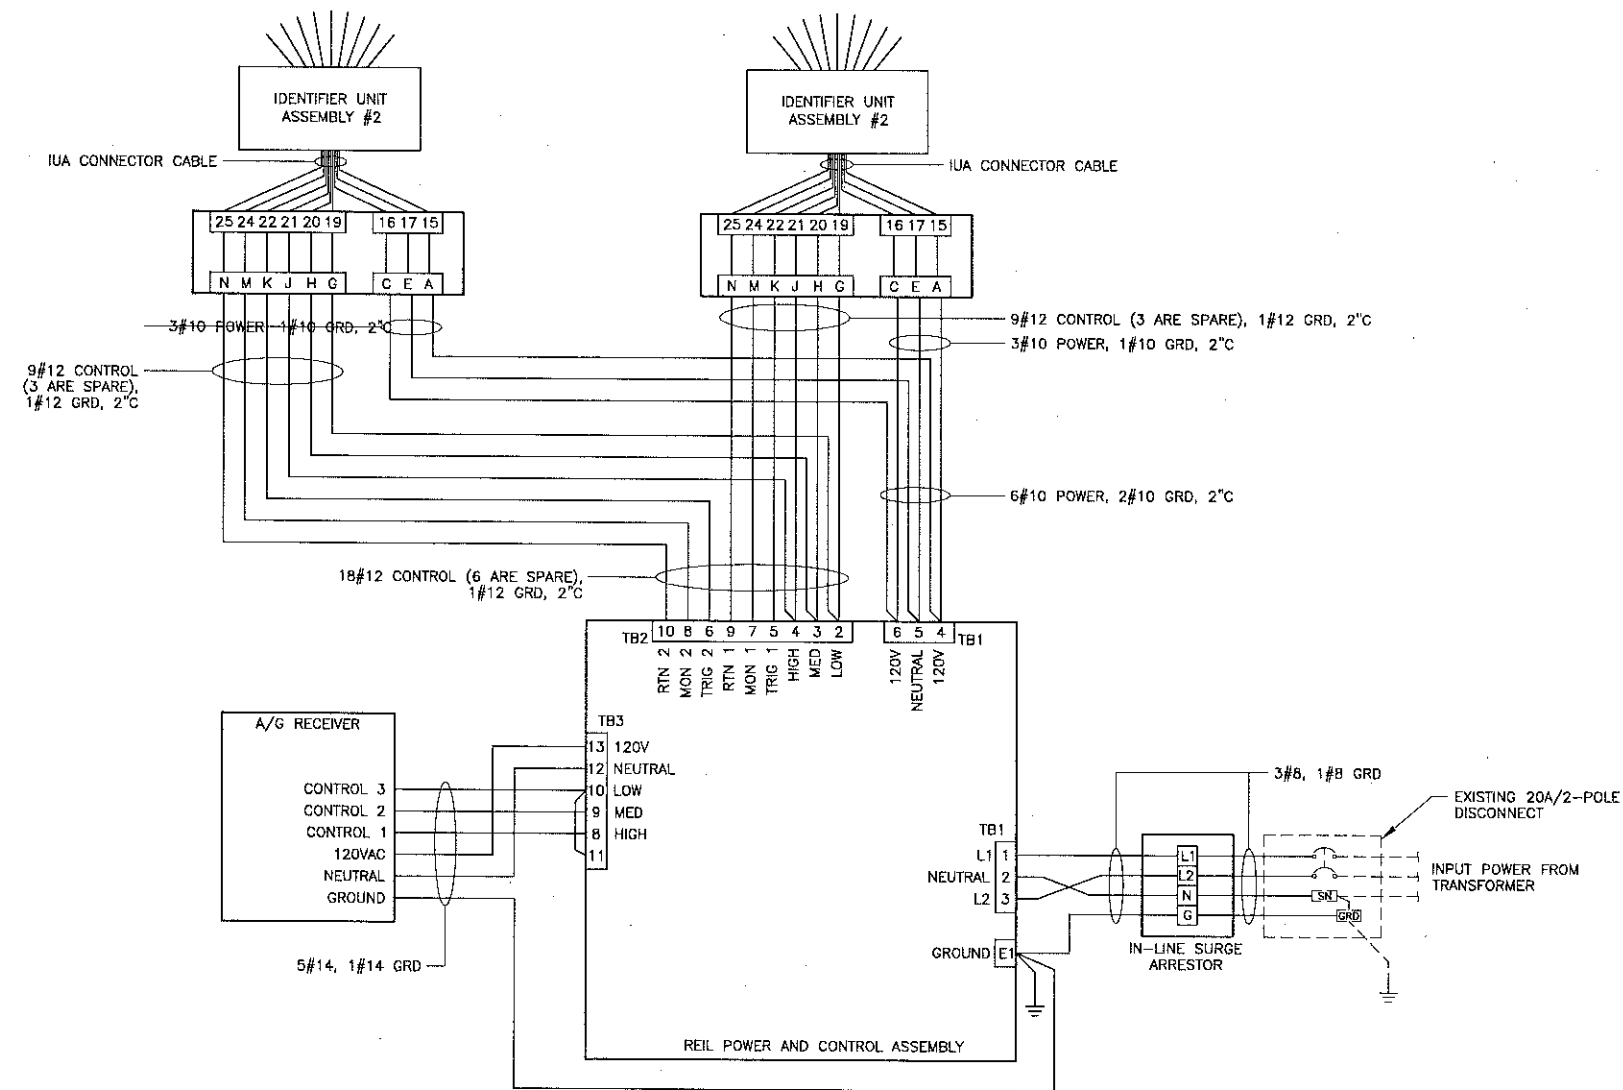 IDENTIFIER UNIT
ASSEMBLY #2
IDENTIFIER UNIT
ASSEMBLY #2
IUA CONNECTOR CABLE
IUA CONNECTOR CABLE
25 24 22 21 20 19
16 17 15
25 24 22 21 20 19
16 17 15
N M K J H G
C E A
N M K J H G
C E A
3#10 POWER 1#10 GRD, 2"C
9#12 CONTROL (3 ARE SPARE), 1#12 GRD, 2"C
3#10 POWER, 1#10 GRD, 2"C
9#12 CONTROL
(3 ARE SPARE),
1#12 GRD, 2"C
6#10 POWER, 2#10 GRD, 2"C
18#12 CONTROL (6 ARE SPARE),
1#12 GRD, 2"C
TB2
10 8 6 9 7 5 4 3 2
6 5 4
TB1
RTN 2
MON 2
TRIG 2
RTN 1
MON 1
TRIG 1
HIGH
MED
LOW
120V
NEUTRAL
120V
A/G RECEIVER
CONTROL 3
CONTROL 2
CONTROL 1
120VAC
NEUTRAL
GROUND
5#14, 1#14 GRD
TB3
13 120V
12 NEUTRAL
10 LOW
9 MED
8 HIGH
11
TB1
L1 1
NEUTRAL 2
L2 3
GROUND E1
3#8, 1#8 GRD
EXISTING 20A/2-POLE
DISCONNECT
L1
L2
N
G
SN
GRD
INPUT POWER FROM
TRANSFORMER
IN-LINE SURGE
ARRESTOR
REIL POWER AND CONTROL ASSEMBLY